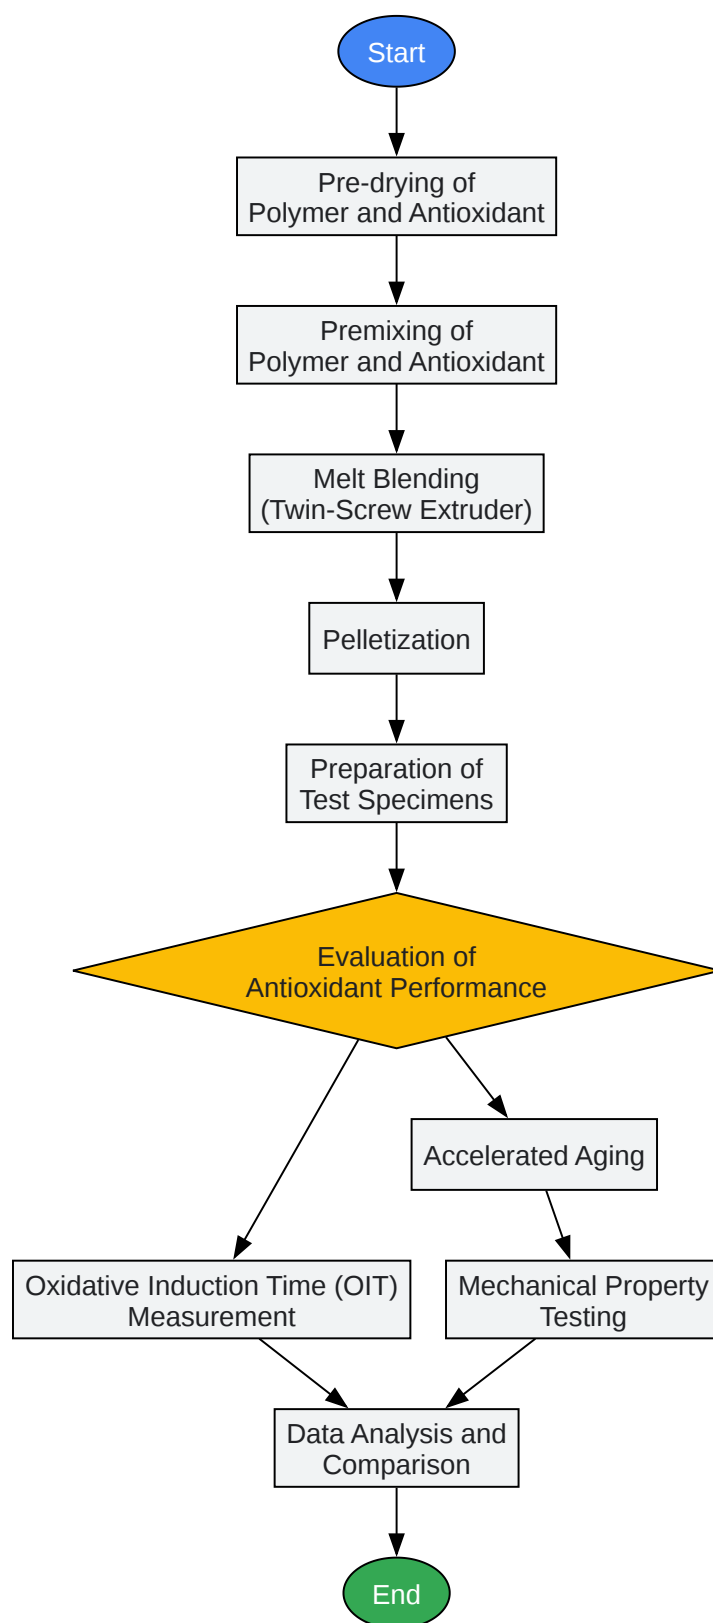 Start
Pre-drying of
Polymer and Antioxidant
Premixing of
Polymer and Antioxidant
Melt Blending
(Twin-Screw Extruder)
Pelletization
Preparation of
Test Specimens
Evaluation of
Antioxidant Performance
Accelerated Aging
Oxidative Induction Time (OIT)
Measurement
Mechanical Property
Testing
Data Analysis and
Comparison
End